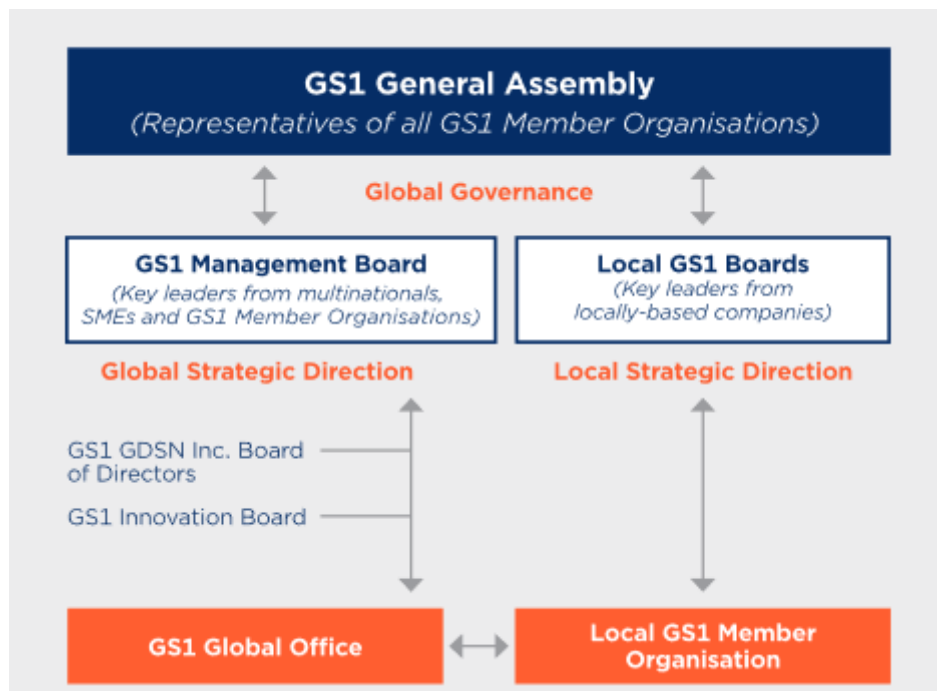 GS1 General Assembly
(Representatives of all GS1 Member Organisations)
Global Governance
GS1 Management Board
(Key leaders from multinationals,
SMEs and GS1 Member Organisations)
Local GS1 Boards
(Key leaders from
locally-based companies)
Global Strategic Direction
Local Strategic Direction
GS1 GDSN Inc. Board
of Directors
GS1 Innovation Board
GS1 Global Office
Local GS1 Member
Organisation